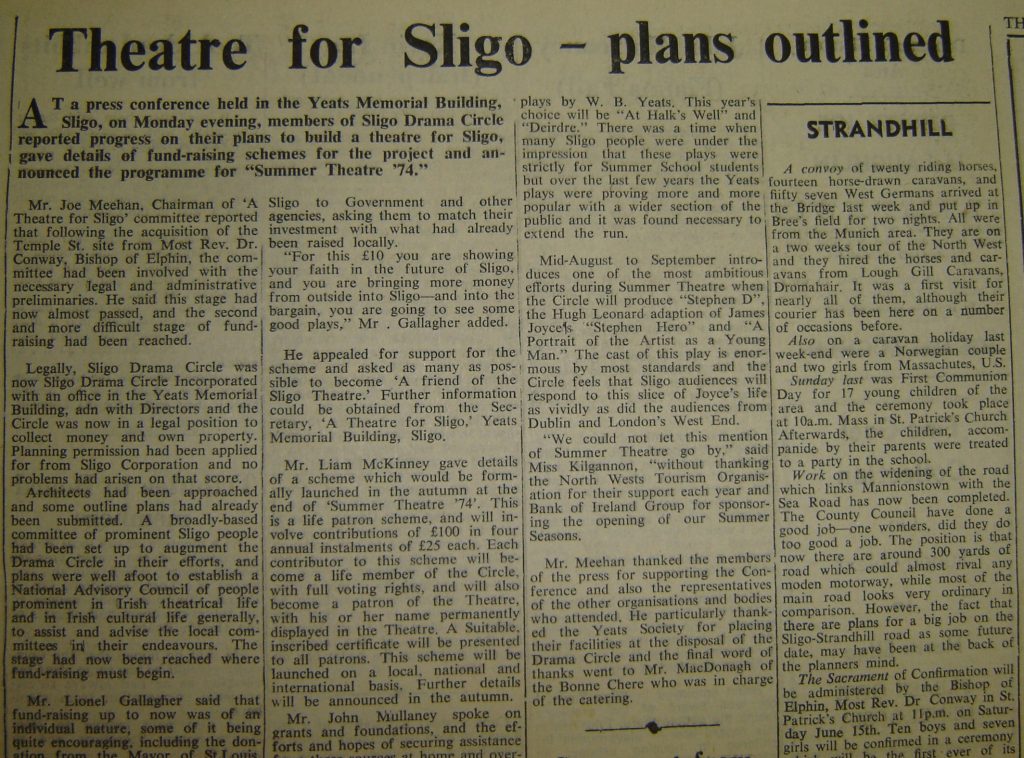 TH
Theatre for Sligo – plans outlined
AT a press conference held in the Yeats Memorial Building,
Sligo, on Monday evening, members of Sligo Drama Circle
reported progress on their plans to build a theatre for Sligo,
gave details of fund-raising schemes for the project and an-
nounced the programme for "Summer Theatre '74."
Mr. Joe Meehan, Chairman of 'A
Theatre for Sligo' committee reported
that following the acquisition of the
Temple St. site from Most Rev. Dr.
Conway, Bishop of Elphin, the com-
mittee had been involved with the
necessary legal and administrative
preliminaries. He said this stage had
now almost passed, and the second
and more difficult stage of fund-
raising had been reached.
Legally, Sligo Drama Circle was
now Sligo Drama Circle Incorporated
with an office in the Yeats Memorial
Building, adn with Directors and the
Circle was now in a legal position to
collect money and own property.
Planning permission had been applied
for from Sligo Corporation and no
problems had arisen on that score.
Architects had been approached
and some outline plans had already
been submitted. A broadly-based
committee of prominent Sligo people
had been set up to augument the
Drama Circle in their efforts, and
plans were well afoot to establish a
National Advisory Council of people
prominent in Irish theatrical life
and in Irish cultural life generally,
to assist and advise the local com-
mittees in their endeavours. The
stage had now been reached where
fund-raising must begin.
Mr. Lionel Gallagher said that
fund-raising up to now was of an
individual nature, some of it being
quite encouraging, including the don-
ation from the Mayor of St Louis
Sligo to Government and other
agencies, asking them to match their
investment with what had already
been raised locally.
"For this £10 you are showing
your faith in the future of Sligo,
and you are bringing more money
from outside into Sligo—and into the
bargain, you are going to see some
good plays," Mr . Gallagher added.
He appealed for support for the
scheme and asked as many as pos-
sible to become 'A friend of the
Sligo Theatre.' Further information
could be obtained from the Sec-
retary, 'A Theatre for Sligo,' Yeats
Memorial Building, Sligo.
Mr. Liam McKinney gave details
of a scheme which would be form-
ally launched in the autumn at the
end of 'Summer Theatre '74'. This
is a life patron scheme, and will in-
volve contributions of £100 in four
annual instalments of £25 each. Each
contributor to this scheme will be-
come a life member of the Circle,
with full voting rights, and will also
become a patron of the Theatre,
with his or her name permanently
displayed in the Theatre. A Suitable,
inscribed certificate will be presented
to all patrons. This scheme will be
launched on a local, national and
international basis. Further details
will be announced in the autumn.
Mr. John Mullaney spoke on
grants and foundations, and the ef-
forts and hopes of securing assistance
from these sources at home and over-
plays by W. B. Yeats. This year's
choice will be "At Halk's Well" and
"Deirdre." There was a time when
many Sligo people were under the
impression that these plays were
strictly for Summer School students
but over the last few years the Yeats
plays were proving more and more
popular with a wider section of the
public and it was found necessary to
extend the run.
Mid-August to September intro-
duces one of the most ambitious
efforts during Summer Theatre when
the Circle will produce "Stephen D",
the Hugh Leonard adaption of James
Joyce¶s "Stephen Hero" and "A
Portrait of the Artist as a Young
Man." The cast of this play is enor-
mous by most standards and the
Circle feels that Sligo audiences will
respond to this slice of Joyce's life
as vividly as did the audiences from
Dublin and London's West End.
"We could not let this mention
of Summer Theatre go by," said
Miss Kilgannon, "without thanking
the North Wests Tourism Organis-
ation for their support each year and
Bank of Ireland Group for sponsor-
ing the opening of our Summer
Seasons.
Mr. Meehan thanked the members
of the press for supporting the Con-
ference and also the representatives
of the other organisations and bodies
who attended. He particularly thank-
ed the Yeats Society for placing
their facilities at the disposal of the
Drama Circle and the final word of
thanks went to Mr. MacDonagh of
the Bonne Chere who was in charge
of the catering.
STRANDHILL
A convoy of twenty riding horses,
fourteen horse-drawn caravans, and
fiifty seven West Germans arrived at
the Bridge last week and put up in
Bree's field for two nights. All were
from the Munich area. They are on
a two weeks tour of the North West
and they hired the horses and car-
avans from Lough Gill Caravans,
Dromahair. It was a first visit for
nearly all of them, although their
courier has been here on a number
of occasions before.
Also on a caravan holiday last
week-end were a Norwegian couple
and two girls from Massachutes, U.S.
Sunday last was First Communion
Day for 17 young children of the
area and the ceremony took place
at 10a.m. Mass in St. Patrick's Church
Afterwards, the children, accom-
panide by their parents were treated
to a party in the school.
Work on the widening of the road
which links Mannionstown with the
Sea Road has now been completed.
The County Council have done a
good job—one wonders, did they do
too good a job. The position is that
now there are around 300 yards of
road which could almost rival any
modern motorway, while most of the
main road looks very ordinary in
comparison. However, the fact that
there are plans for a big job on the
Sligo-Strandhill road as some future
date, may have been at the back of
the planners mind.
The Sacrament of Confirmation will
be administered by the Bishop of
Elphin, Most Rev. Dr Conway in St.
Patrick's Church at 11p.m. on Satur-
day June 15th. Ten boys and seven
girls will be confirmed in a ceremony
which will be the first ever of its